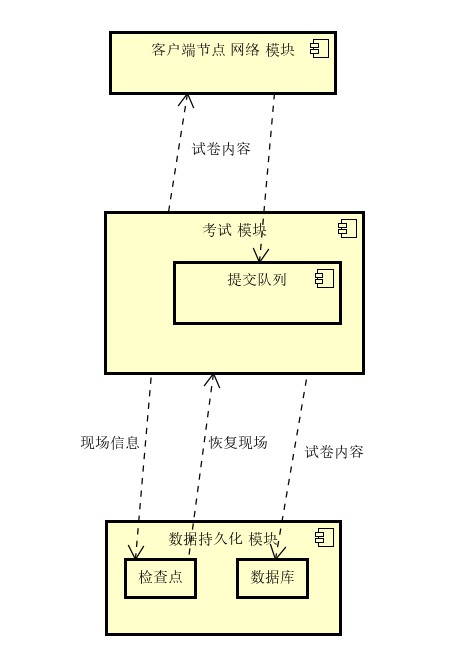 客户端节点 网络 模块
试卷内容
考试 模块
提交队列
现场信息
恢复现场
试卷内容
数据持久化 模块
检查点
数据库